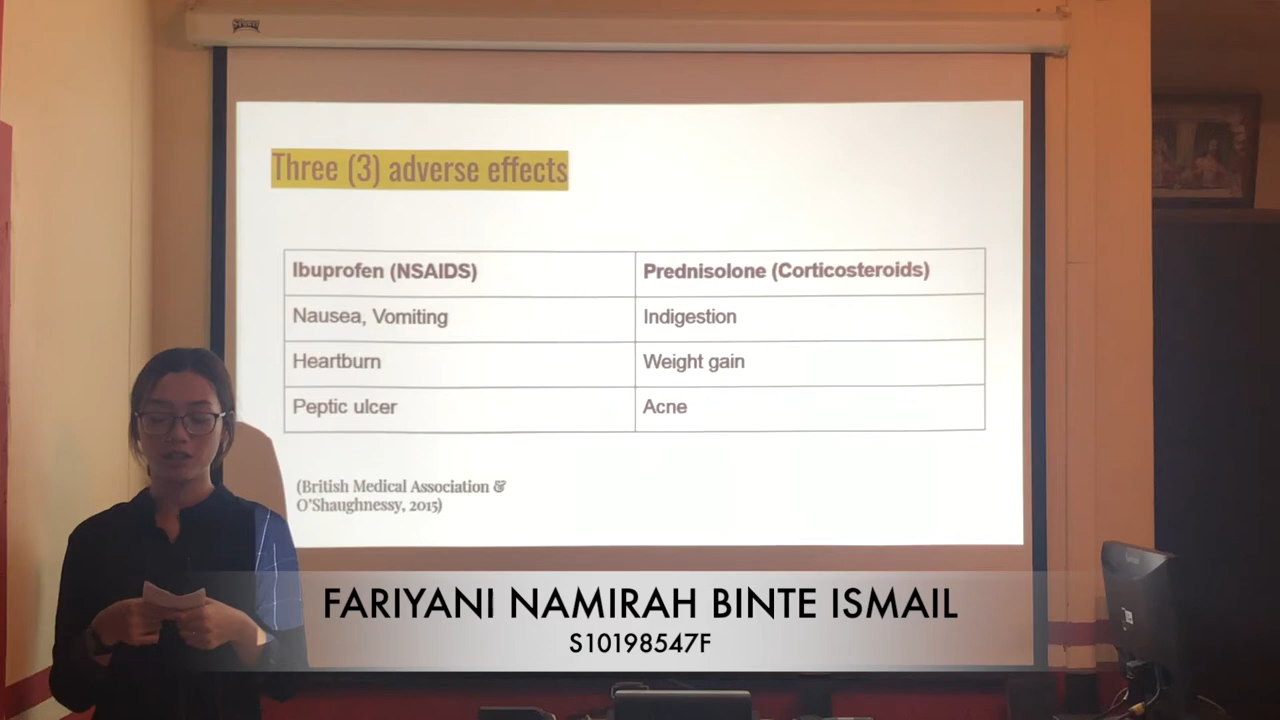 Three (3) adverse effects
Ibuprofen (NSAIDS)
Prednisolone (Corticosteroids)
Nausea, Vomiting
Indigestion
Heartburn
Weight gain
Peptic ulcer
Acne
(British Medical Association &
O'Shaughnessy, 2015)
FARIYANI NAMIRAH BINTE ISMAIL
S10198547F